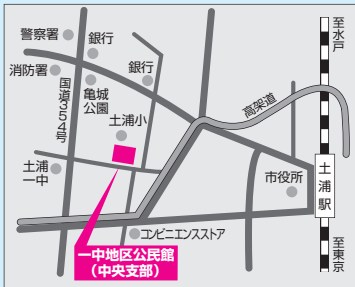 至水戸
警察署
銀行
消防署
国道354号
亀城
公園
銀行
高架道
土浦小
土浦
一中
市役所
土浦駅
コンビニエンスストア
一中地区公民館
（中央支部）
至東京